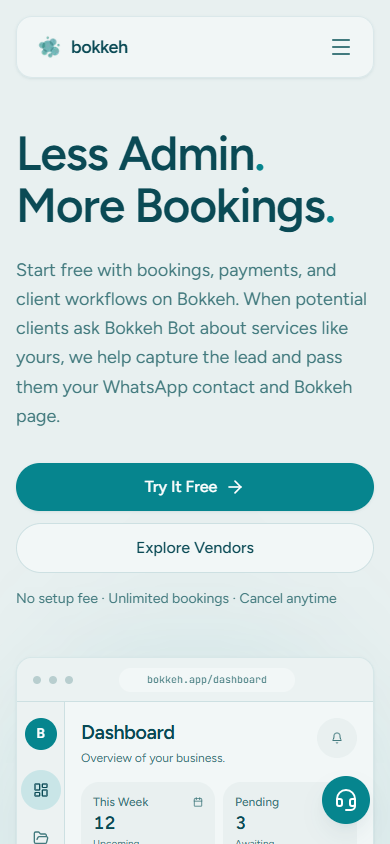 bokkeh
Less Admin.
More Bookings.
Start free with bookings, payments, and
client workflows on Bokkeh. When potential
clients ask Bokkeh Bot about services like
yours, we help capture the lead and pass
them your WhatsApp contact and Bokkeh
page.
Try It Free →
Explore Vendors
No setup fee · Unlimited bookings · Cancel anytime
bokkeh.app/dashboard
B
Dashboard
Overview of your business.
This Week
12
Upcoming
Pending
3
Awaiting